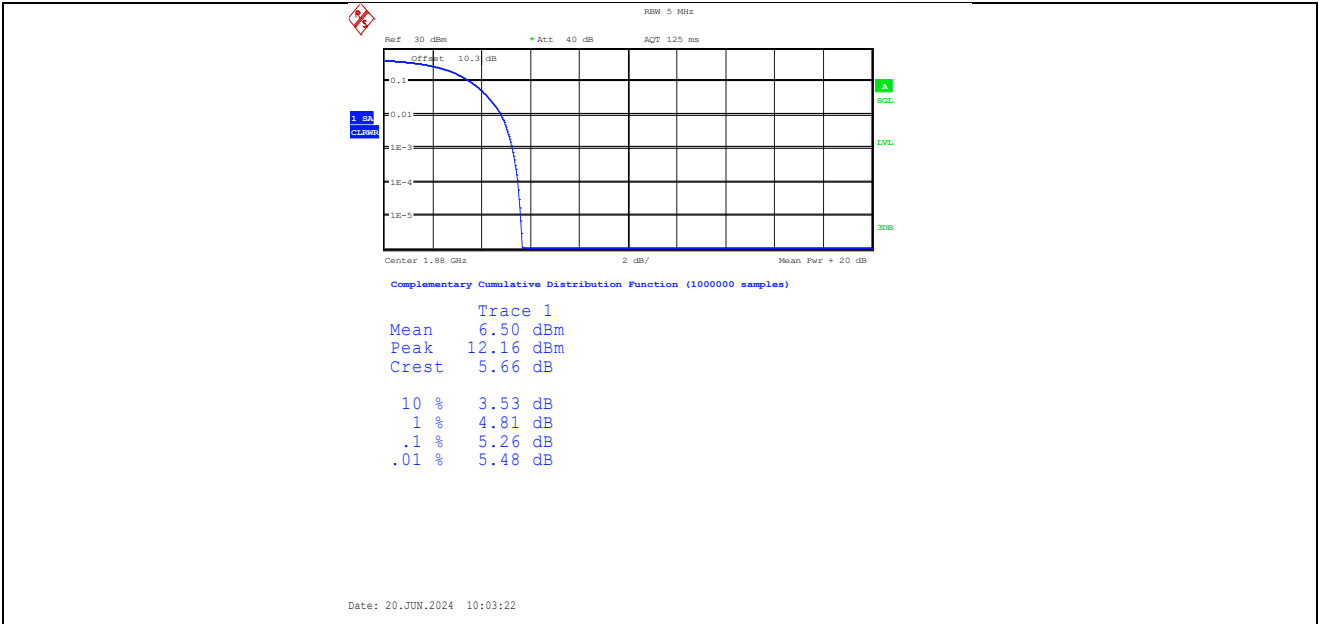 R S
RBW 5 MHz
Ref 30 dBm * Att 40 dB AQT 125 ms
Offset 10.3 dB
0.1
A
SGL
0.01
1 SA
CLRWR
1E-3
LVL
1E-4
1E-5
3DB
Center 1.88 GHz 2 dB/ Mean Pwr + 20 dB
Complementary Cumulative Distribution Function (1000000 samples)
Trace 1
Mean 6.50 dBm
Peak 12.16 dBm
Crest 5.66 dB
10 % 3.53 dB
1 % 4.81 dB
.1 % 5.26 dB
.01 % 5.48 dB
Date: 20.JUN.2024 10:03:22